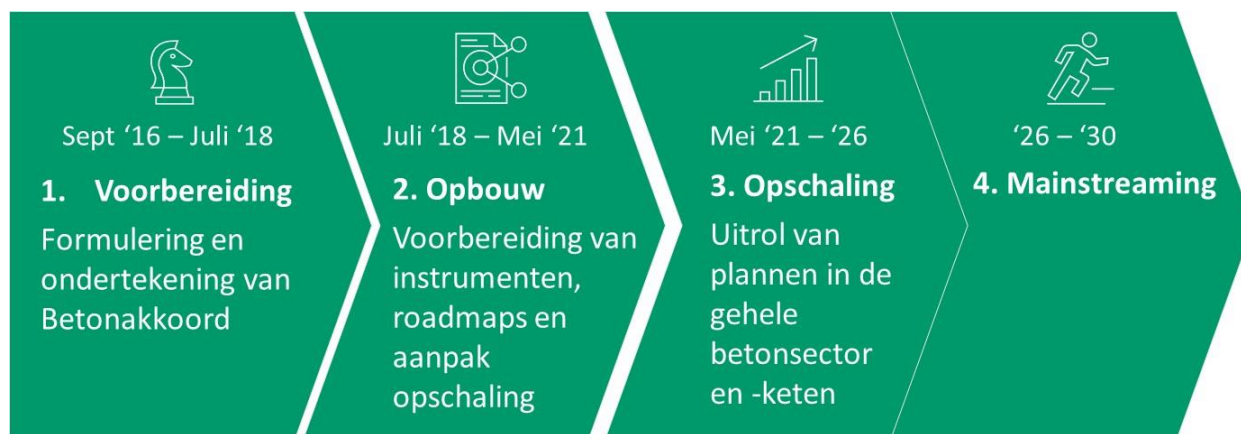 Sept ‘16 – Juli ‘18
1. Voorbereiding
Formulering en
ondertekening van
Betonakkoord
Juli ‘18 – Mei ‘21
2. Opbouw
Voorbereiding van
instrumenten,
roadmaps en
aanpak
opschaling
Mei ‘21 – ‘26
3. Opschaling
Uitrol van
plannen in de
gehele
betonsector
en -keten
‘26 – ‘30
4. Mainstreaming